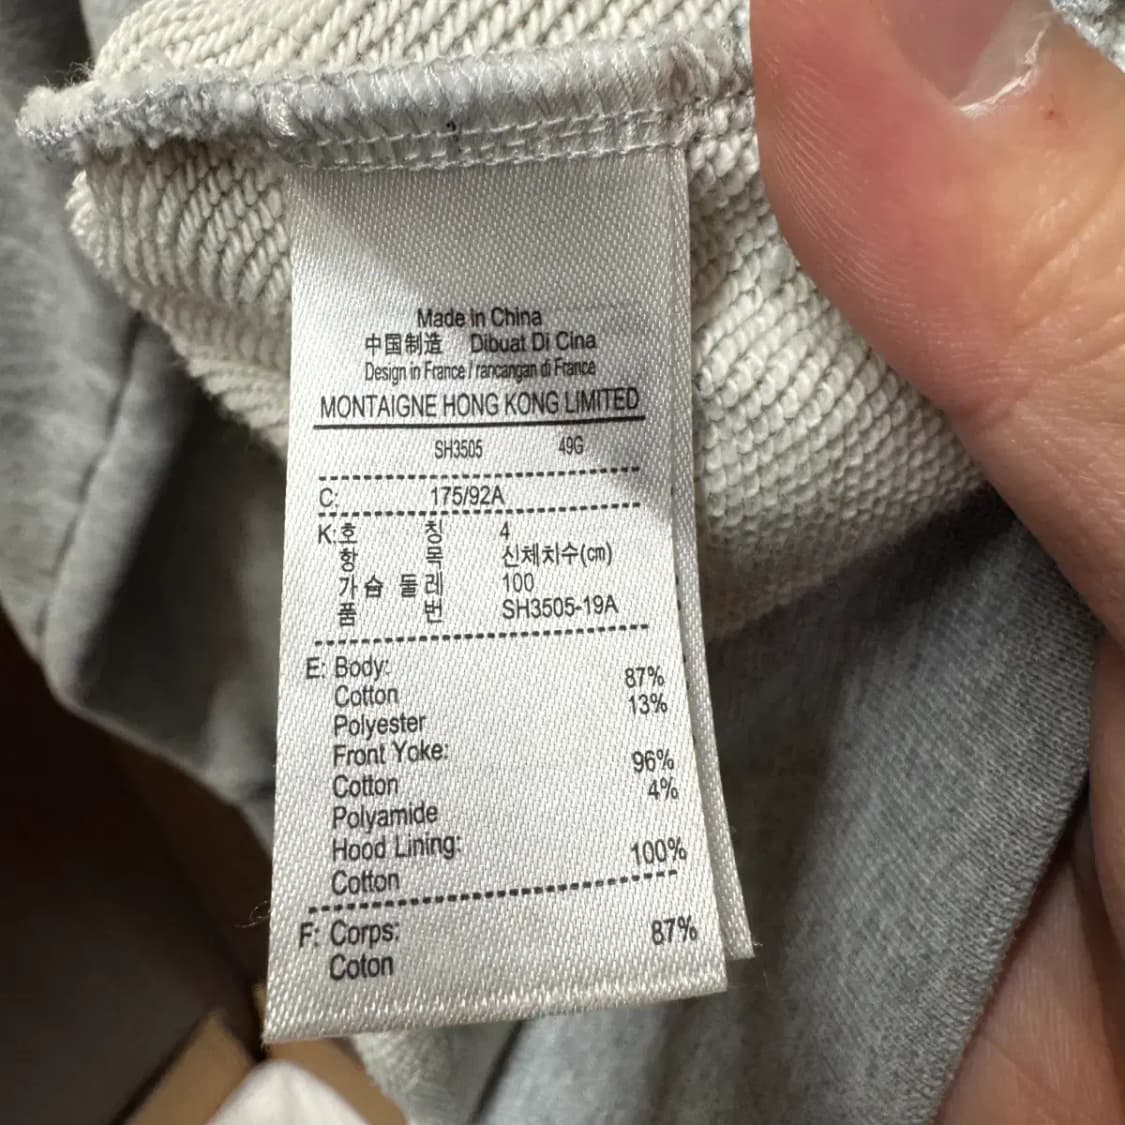 Made in China
中国制造 Dibuat Di Cina
Design in France / rancangan di France
MONTAIGNE HONG KONG LIMITED
SH3505 49G
C: 175/92A
K:호 칭 4
항 목 신체치수(cm)
가슴 둘레 100
품 번 SH3505-19A
E: Body:
Cotton 87%
Polyester 13%
Front Yoke:
Cotton 96%
Polyamide 4%
Hood Lining:
Cotton 100%
F: Corps:
Coton 87%